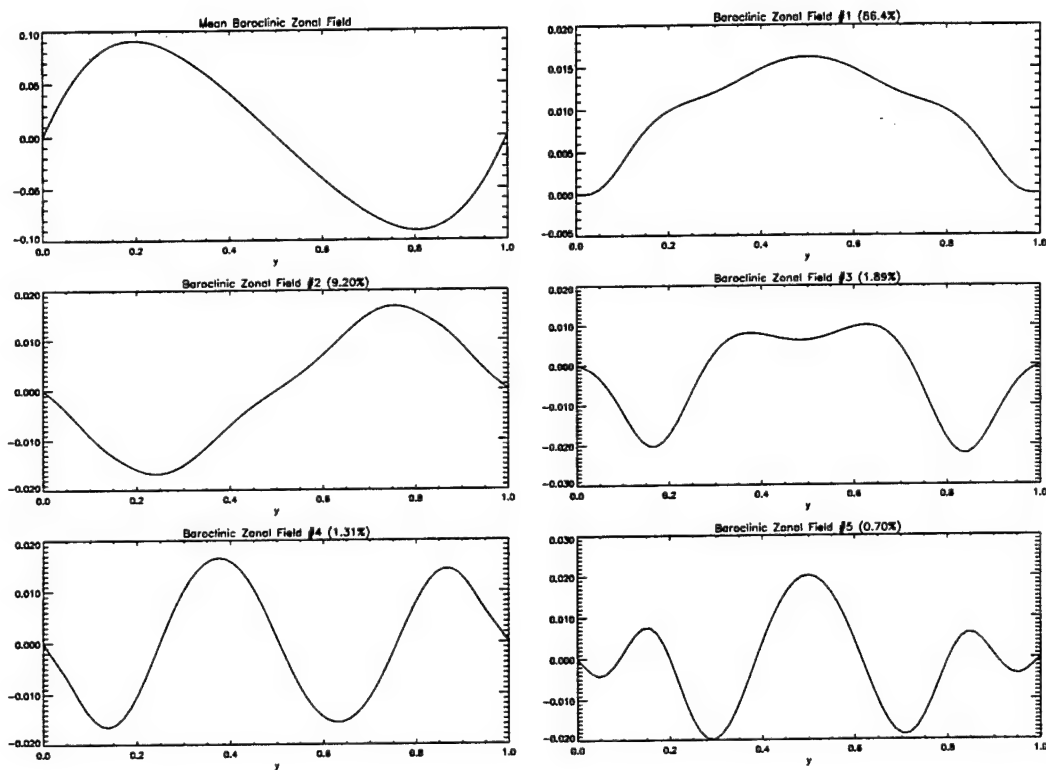 Mean Baroclinic Zonal Field
0.10
0.05
0.00
−0.05
−0.10
0.0 0.2 0.4 0.6 0.8 1.0
y
Baroclinic Zonal Field #1 (86.4%)
0.020
0.015
0.010
0.005
0.000
−0.005
0.0 0.2 0.4 0.6 0.8 1.0
y
Baroclinic Zonal Field #2 (9.20%)
0.020
0.010
0.000
−0.010
−0.020
0.0 0.2 0.4 0.6 0.8 1.0
y
Baroclinic Zonal Field #3 (1.89%)
0.020
0.010
0.000
−0.010
−0.020
−0.030
0.0 0.2 0.4 0.6 0.8 1.0
y
Baroclinic Zonal Field #4 (1.31%)
0.020
0.010
0.000
−0.010
−0.020
0.0 0.2 0.4 0.6 0.8 1.0
y
Baroclinic Zonal Field #5 (0.70%)
0.030
0.020
0.010
0.000
−0.010
−0.020
0.0 0.2 0.4 0.6 0.8 1.0
y